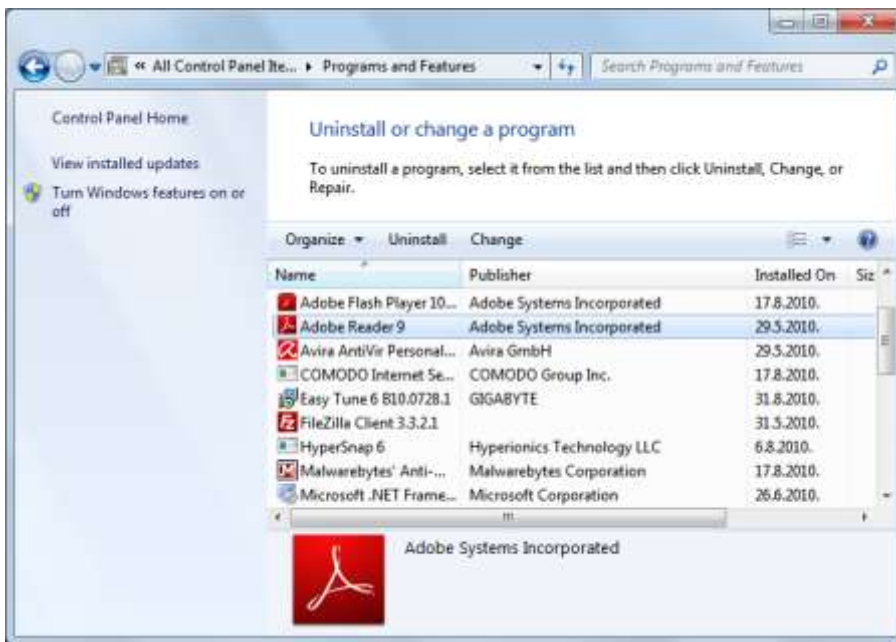 « All Control Panel Ite... Programs and Features Search Programs and Features
Control Panel Home
View installed updates
Turn Windows features on or
off
Uninstall or change a program
To uninstall a program, select it from the list and then click Uninstall, Change, or
Repair.
Organize Uninstall Change
Name Publisher Installed On Siz
Adobe Flash Player 10... Adobe Systems Incorporated 17.8.2010.
Adobe Reader 9 Adobe Systems Incorporated 29.5.2010.
Avira AntiVir Personal... Avira GmbH 29.5.2010.
COMODO Internet Se... COMODO Group Inc. 17.8.2010.
Easy Tune 6 B10.0728.1 GIGABYTE 31.8.2010.
FileZilla Client 3.3.2.1 31.5.2010.
HyperSnap 6 Hyperionics Technology LLC 6.8.2010.
Malwarebytes' Anti-... Malwarebytes Corporation 17.8.2010.
Microsoft .NET Frame... Microsoft Corporation 26.6.2010.
Adobe Systems Incorporated